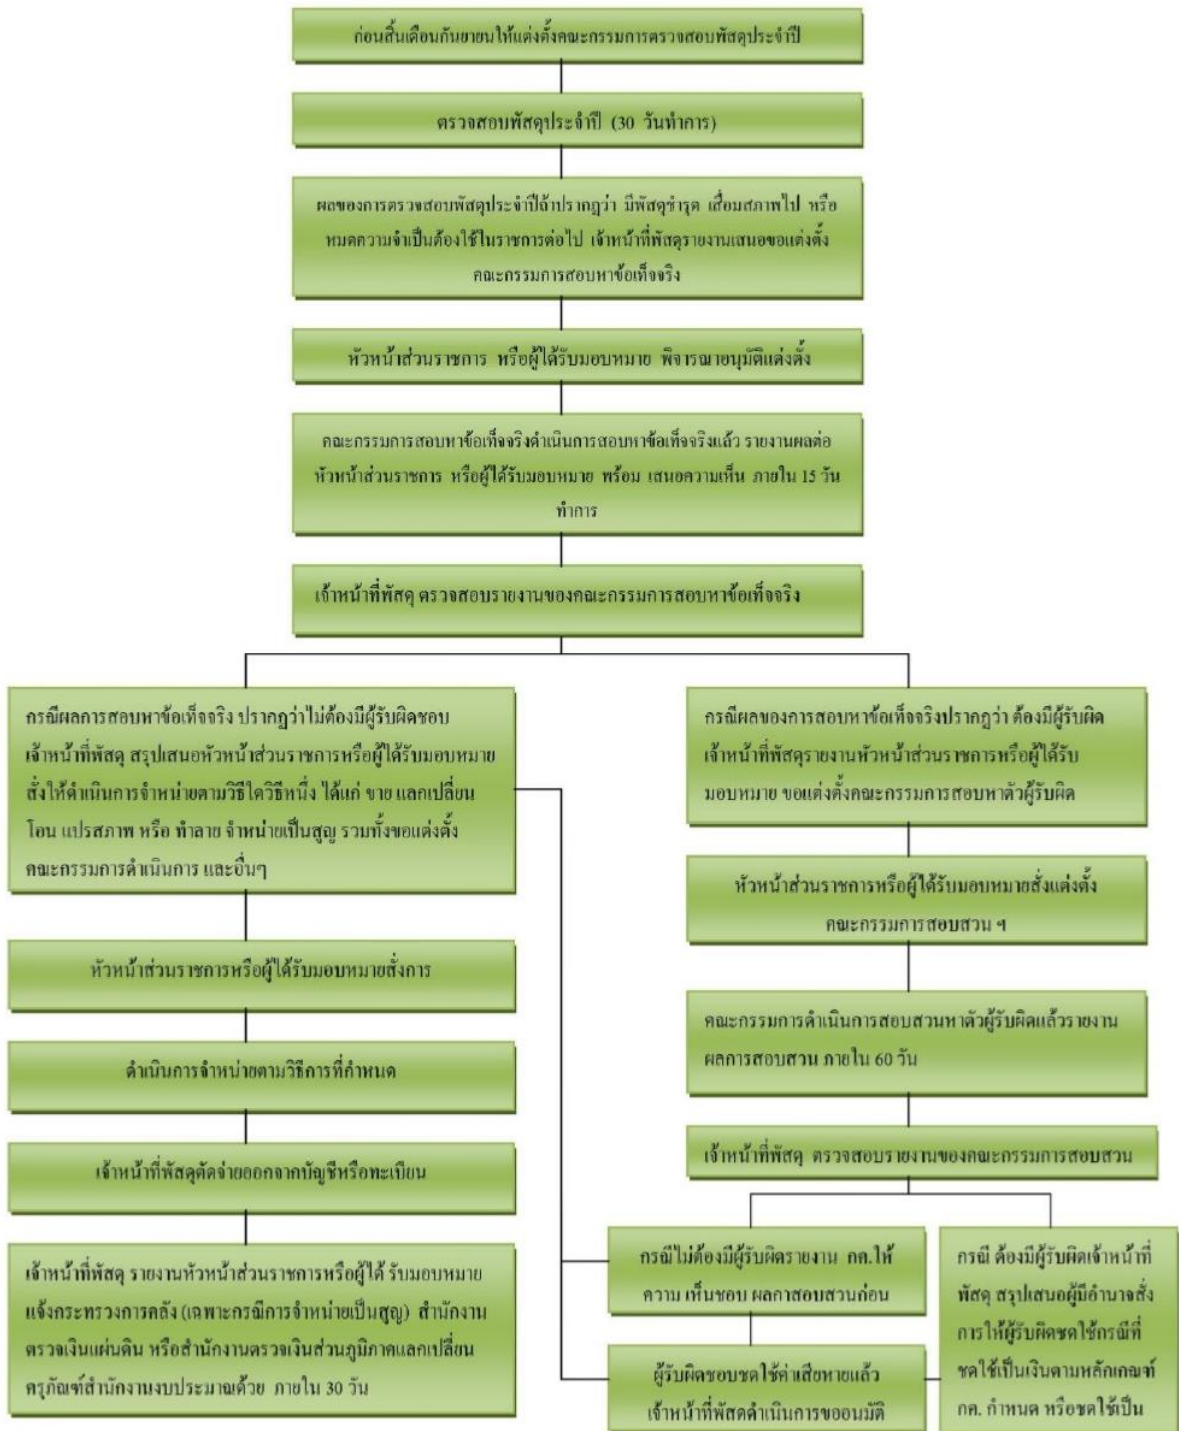 ก่อนสิ้นเดือนกันยายนให้แต่งตั้งคณะกรรมการตรวจสอบพัสดุประจำปี
ตรวจสอบพัสดุประจำปี (30 วันทำการ)
ผลของการตรวจสอบพัสดุประจำปีถ้าปรากฏว่า มีพัสดุชำรุด เสื่อมสภาพไป หรือ
หมดความจำเป็นต้องใช้ในราชการต่อไป เจ้าหน้าที่พัสดุรายงานเสนอขอแต่งตั้ง
คณะกรรมการสอบหาข้อเท็จจริง
หัวหน้าส่วนราชการ หรือผู้ได้รับมอบหมาย พิจารณาอนุมัติแต่งตั้ง
คณะกรรมการสอบหาข้อเท็จจริงดำเนินการสอบหาข้อเท็จจริงแล้ว รายงานผลต่อ
หัวหน้าส่วนราชการ หรือผู้ได้รับมอบหมาย พร้อม เสนอความเห็น ภายใน 15 วัน
ทำการ
เจ้าหน้าที่พัสดุ ตรวจสอบรายงานของคณะกรรมการสอบหาข้อเท็จจริง
กรณีผลการสอบหาข้อเท็จจริง ปรากฏว่าไม่ต้องมีผู้รับผิดชอบ
เจ้าหน้าที่พัสดุ สรุปเสนอหัวหน้าส่วนราชการหรือผู้ได้รับมอบหมาย
สั่งให้ดำเนินการจำหน่ายตามวิธีใดวิธีหนึ่ง ได้แก่ ขาย แลกเปลี่ยน
โอน แปรสภาพ หรือ ทำลาย จำหน่ายเป็นสูญ รวมทั้งขอแต่งตั้ง
คณะกรรมการดำเนินการ และอื่นๆ
หัวหน้าส่วนราชการหรือผู้ได้รับมอบหมายสั่งการ
ดำเนินการจำหน่ายตามวิธีการที่กำหนด
เจ้าหน้าที่พัสดุตัดจ่ายออกจากบัญชีหรือทะเบียน
เจ้าหน้าที่พัสดุ รายงานหัวหน้าส่วนราชการหรือผู้ได้ รับมอบหมาย
แจ้งกระทรวงการคลัง (เฉพาะกรณีการจำหน่ายเป็นสูญ) สำนักงาน
ตรวจเงินแผ่นดิน หรือสำนักงานตรวจเงินส่วนภูมิภาคแลกเปลี่ยน
ครุภัณฑ์สำนักงานงบประมาณด้วย ภายใน 30 วัน
กรณีผลของการสอบหาข้อเท็จจริงปรากฏว่า ต้องมีผู้รับผิด
เจ้าหน้าที่พัสดุรายงานหัวหน้าส่วนราชการหรือผู้ได้รับ
มอบหมาย ขอแต่งตั้งคณะกรรมการสอบหาตัวผู้รับผิด
หัวหน้าส่วนราชการหรือผู้ได้รับมอบหมายสั่งแต่งตั้ง
คณะกรรมการสอบสวน ฯ
คณะกรรมการดำเนินการสอบสวนหาตัวผู้รับผิดแล้วรายงาน
ผลการสอบสวน ภายใน 60 วัน
เจ้าหน้าที่พัสดุ ตรวจสอบรายงานของคณะกรรมการสอบสวน
กรณีไม่ต้องมีผู้รับผิดรายงาน กค.ให้
ความ เห็นชอบ ผลกาสอบสวนก่อน
ผู้รับผิดชอบชดใช้ค่าเสียหายแล้ว
เจ้าหน้าที่พัสดุดำเนินการขออนุมัติ
กรณี ต้องมีผู้รับผิดเจ้าหน้าที่
พัสดุ สรุปเสนอผู้มีอำนาจสั่ง
การให้ผู้รับผิดชดใช้กรณีที่
ชดใช้เป็นเงินตามหลักเกณฑ์
กค. กำหนด หรือชดใช้เป็น